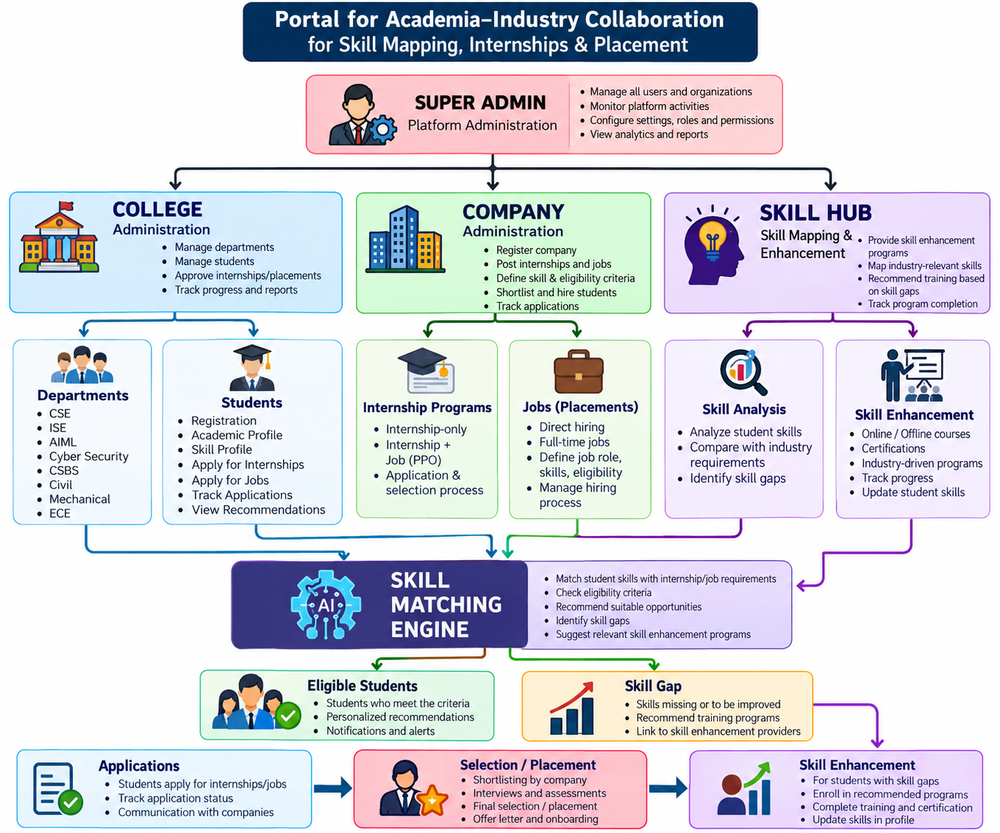 Portal for Academia–Industry Collaboration
for Skill Mapping, Internships & Placement
SUPER ADMIN
Platform Administration
• Manage all users and organizations
• Monitor platform activities
• Configure settings, roles and permissions
• View analytics and reports
COLLEGE
Administration
• Manage departments
• Manage students
• Approve internships/placements
• Track progress and reports
COMPANY
Administration
• Register company
• Post internships and jobs
• Define skill & eligibility criteria
• Shortlist and hire students
• Track applications
SKILL HUB
Skill Mapping &
Enhancement
• Provide skill enhancement
programs
• Map industry-relevant skills
• Recommend training based
on skill gaps
• Track program completion
Departments
• CSE
• ISE
• AIML
• Cyber Security
• CSBS
• Civil
• Mechanical
• ECE
Students
• Registration
• Academic Profile
• Skill Profile
• Apply for Internships
• Apply for Jobs
• Track Applications
• View Recommendations
Internship Programs
• Internship-only
• Internship +
Job (PPO)
• Application &
selection process
Jobs (Placements)
• Direct hiring
• Full-time jobs
• Define job role,
skills, eligibility
• Manage hiring
process
Skill Analysis
• Analyze student skills
• Compare with industry
requirements
• Identify skill gaps
Skill Enhancement
• Online / Offline courses
• Certifications
• Industry-driven programs
• Track progress
• Update student skills
AI
SKILL
MATCHING
ENGINE
• Match student skills with internship/job requirements
• Check eligibility criteria
• Recommend suitable opportunities
• Identify skill gaps
• Suggest relevant skill enhancement programs
Eligible Students
• Students who meet the criteria
• Personalized recommendations
• Notifications and alerts
Skill Gap
• Skills missing or to be improved
• Recommend training programs
• Link to skill enhancement providers
Applications
• Students apply for internships/jobs
• Track application status
• Communication with companies
Selection / Placement
• Shortlisting by company
• Interviews and assessments
• Final selection / placement
• Offer letter and onboarding
Skill Enhancement
• For students with skill gaps
• Enroll in recommended programs
• Complete training and certification
• Update skills in profile